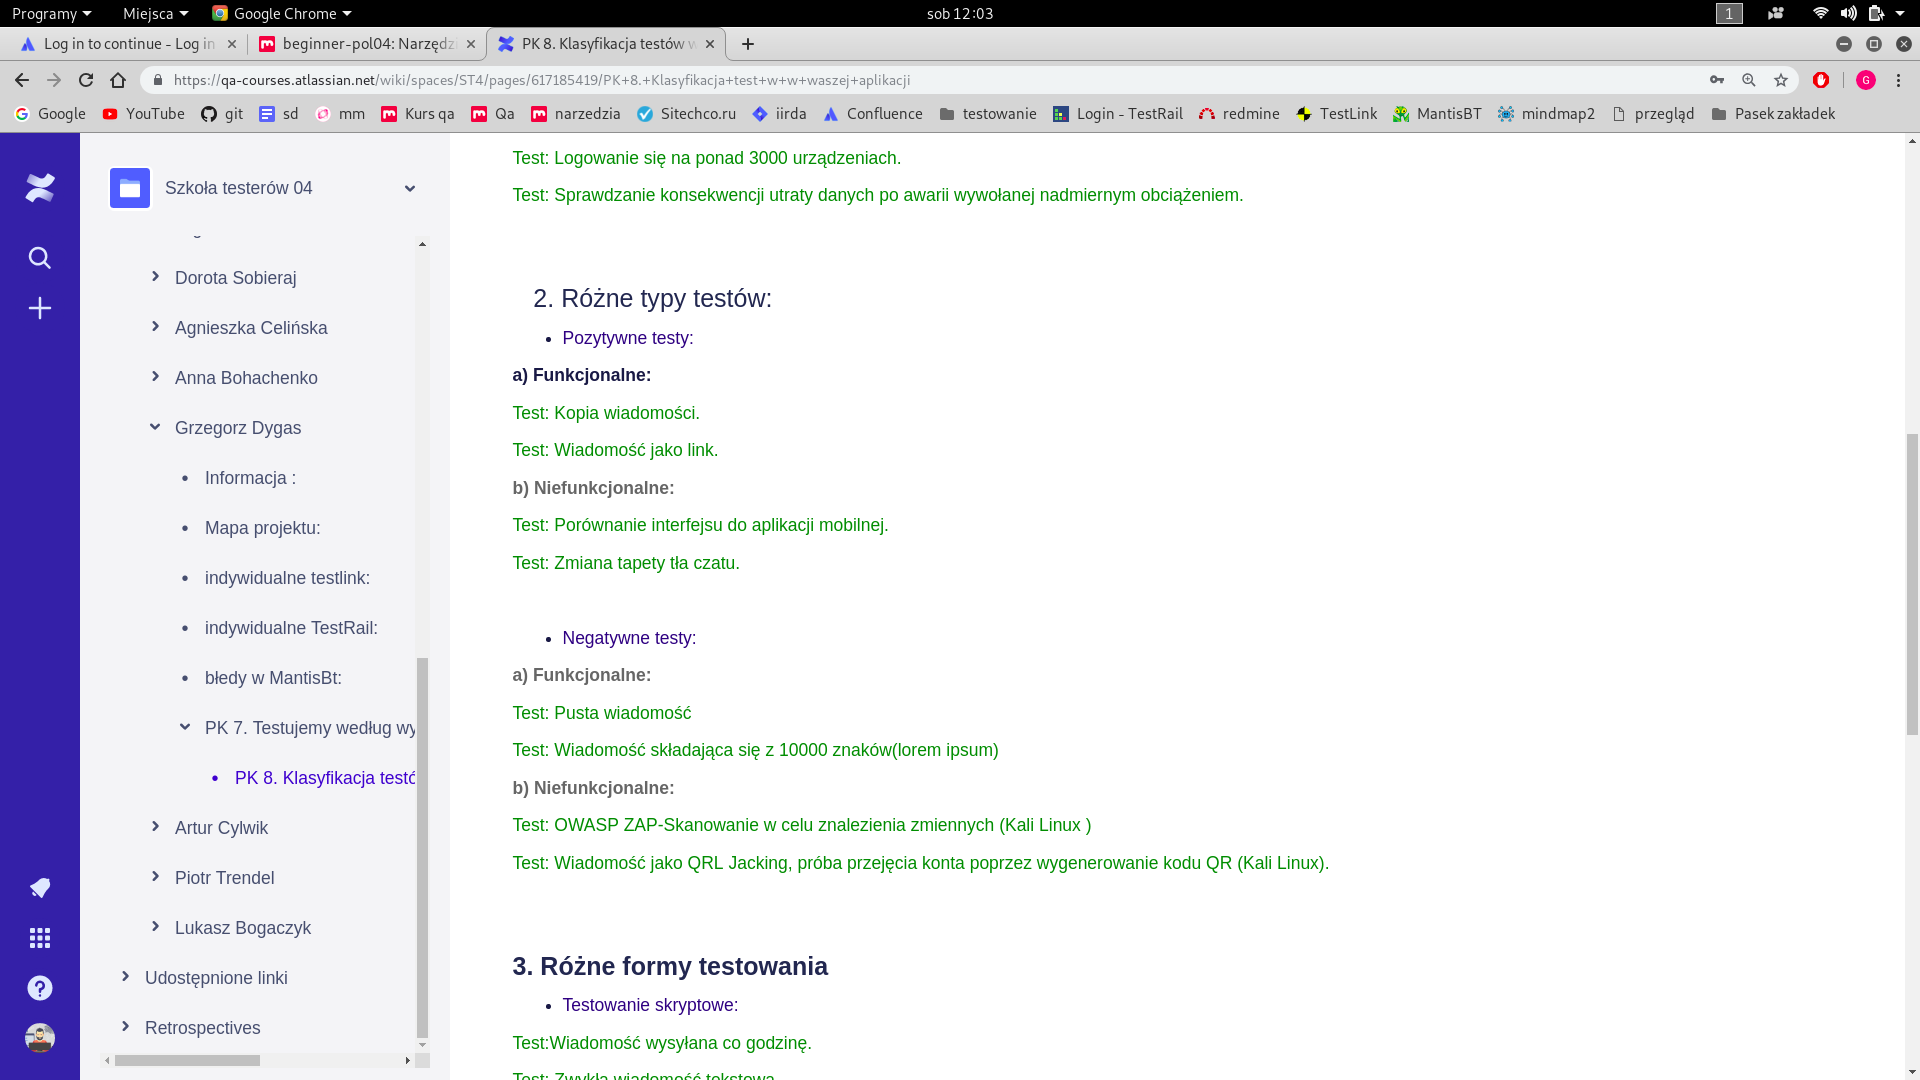 Programy Miejsca Google Chrome sob 12:03 1
Log in to continue - Log in beginner-pol04: Narzędzi PK 8. Klasyfikacja testów w
https://qa-courses.atlassian.net/wiki/spaces/ST4/pages/617185419/PK+8.+Klasyfikacja+test+w+w+waszej+aplikacji G
Google YouTube git sd mm Kurs qa Qa narzedzia Sitechco.ru iirda Confluence testowanie Login - TestRail redmine TestLink MantisBT mindmap2 przegląd Pasek zakładek
Szkoła testerów 04
Dorota Sobieraj
Agnieszka Celińska
Anna Bohachenko
Grzegorz Dygas
Informacja :
Mapa projektu:
indywidualne testlink:
indywidualne TestRail:
błedy w MantisBt:
PK 7. Testujemy według wy
PK 8. Klasyfikacja testó
Artur Cylwik
Piotr Trendel
Lukasz Bogaczyk
Udostępnione linki
Retrospectives
Test: Logowanie się na ponad 3000 urządzeniach.
Test: Sprawdzanie konsekwencji utraty danych po awarii wywołanej nadmiernym obciążeniem.
2. Różne typy testów:
• Pozytywne testy:
a) Funkcjonalne:
Test: Kopia wiadomości.
Test: Wiadomość jako link.
b) Niefunkcjonalne:
Test: Porównanie interfejsu do aplikacji mobilnej.
Test: Zmiana tapety tła czatu.
• Negatywne testy:
a) Funkcjonalne:
Test: Pusta wiadomość
Test: Wiadomość składająca się z 10000 znaków(lorem ipsum)
b) Niefunkcjonalne:
Test: OWASP ZAP-Skanowanie w celu znalezienia zmiennych (Kali Linux )
Test: Wiadomość jako QRL Jacking, próba przejęcia konta poprzez wygenerowanie kodu QR (Kali Linux).
3. Różne formy testowania
• Testowanie skryptowe:
Test:Wiadomość wysyłana co godzinę.
Test: Zwykła wiadomość tekstowa